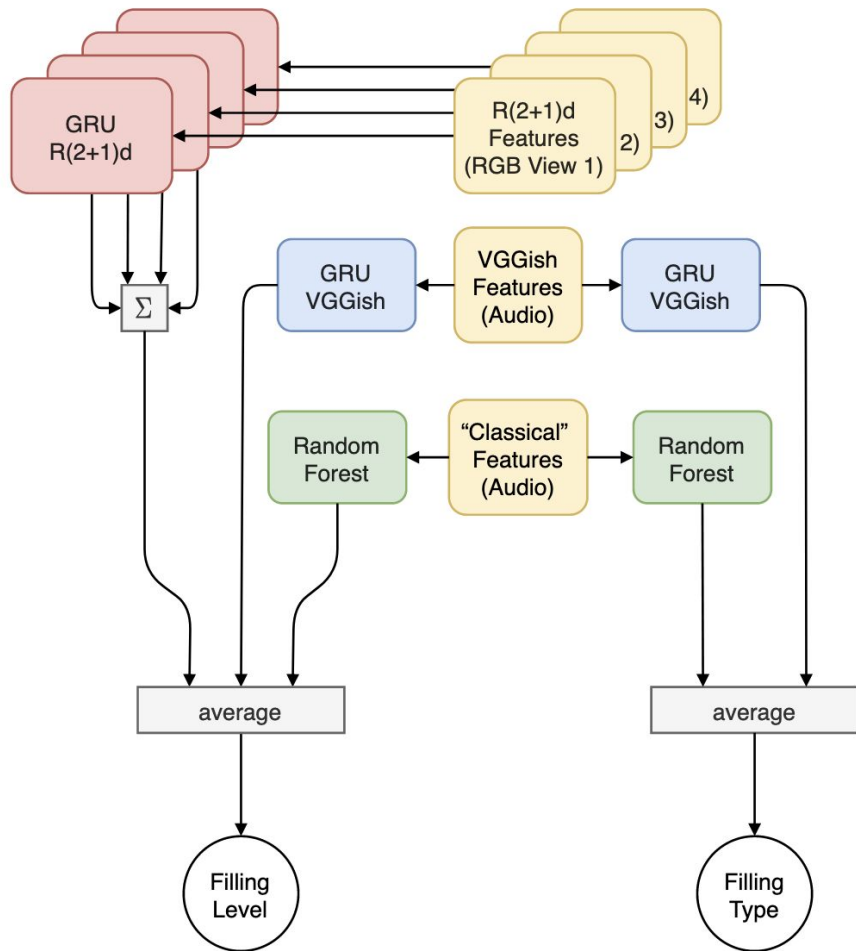 GRU
R(2+1)d
R(2+1)d
Features
(RGB View 1)
2)
3)
4)
Σ
GRU
VGGish
VGGish
Features
(Audio)
GRU
VGGish
Random
Forest
“Classical”
Features
(Audio)
Random
Forest
average
average
Filling
Level
Filling
Type